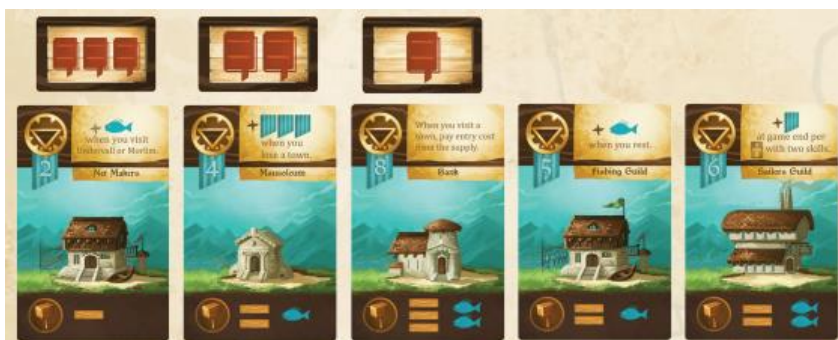 +
when you visit
Undervall or Mortim.
2
Net Makers
+
when you
lose a town.
4
Mausoleum
When you visit a
town, pay entry cost
from the supply.
8
Bank
+
when you rest.
5
Fishing Guild
+
at game end per
with two skills.
6
Sailors Guild